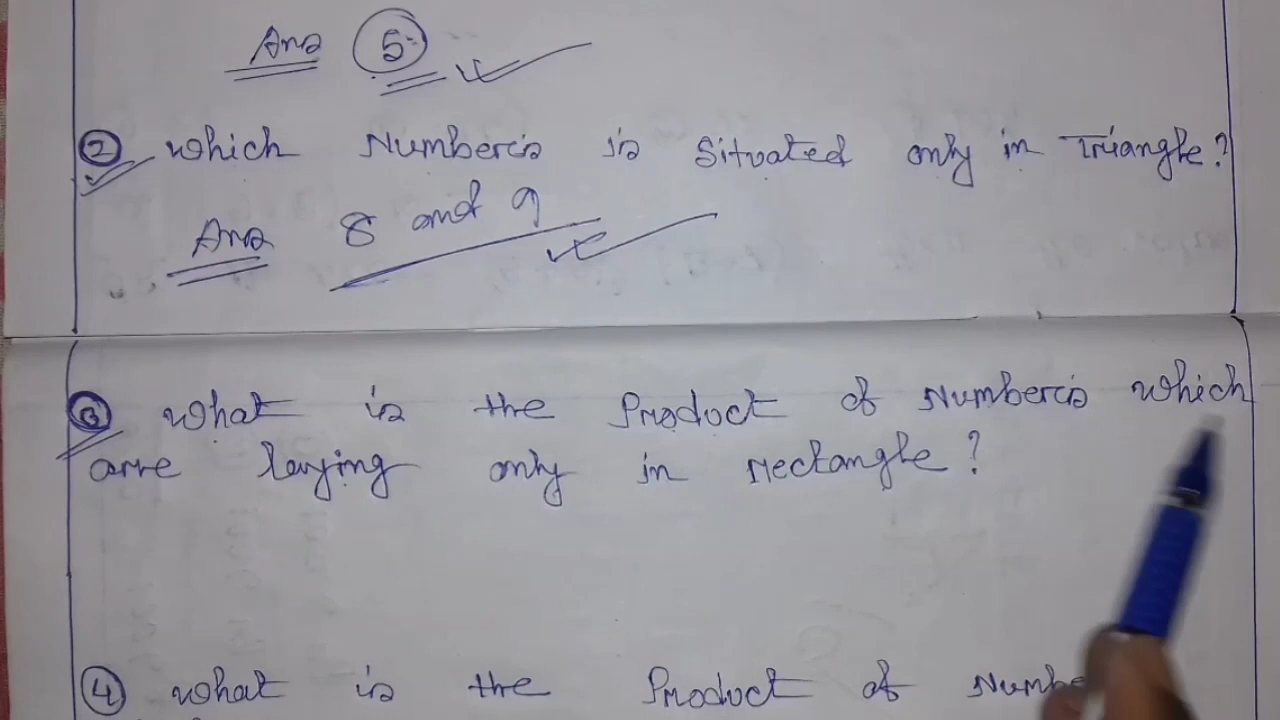 Ans 5
2 which Numbers is Situated only in Triangle?
Ans 8 and 9
3 what is the Product of Numbers which
are laying only in rectangle?
4 what is the Product of Numbe